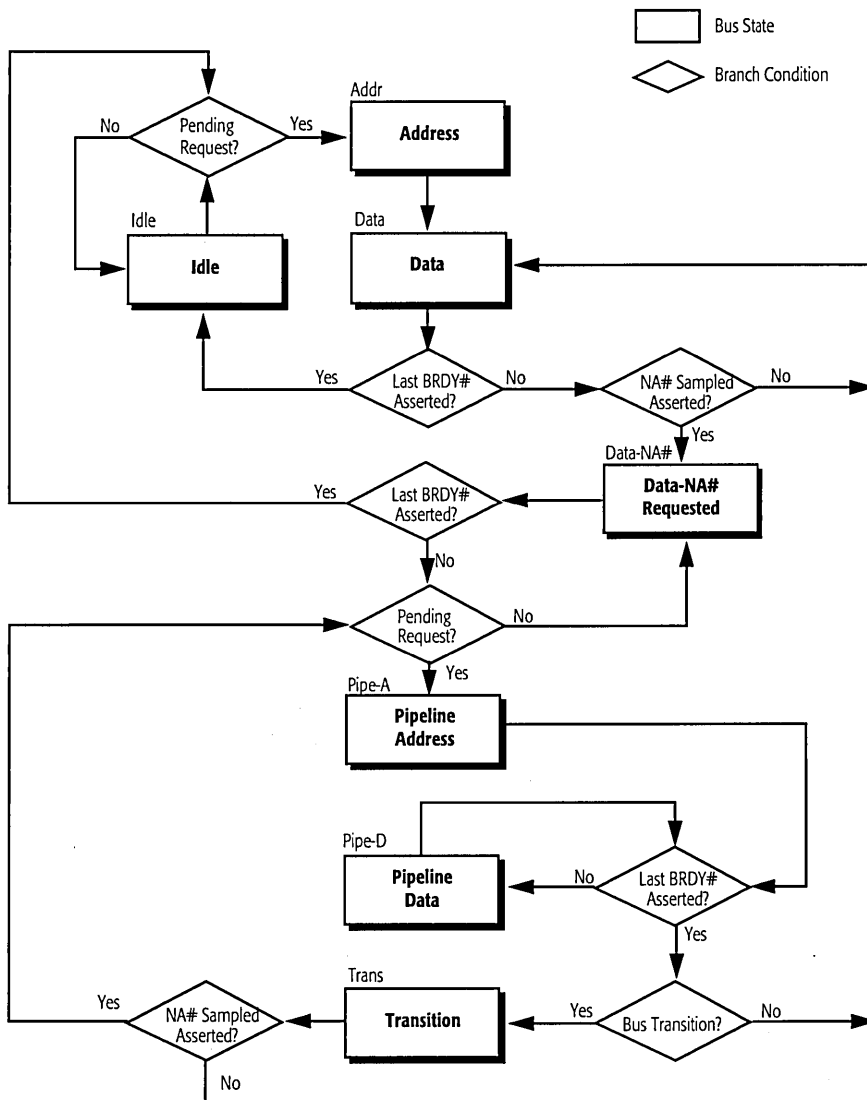 Bus State
Branch Condition
Addr
No
Pending
Request?
Yes
Address
Idle
Idle
Data
Data
Yes
Last BRDY#
Asserted?
No
NA# Sampled
Asserted?
No
Yes
Data-NA#
Data-NA#
Requested
Yes
Last BRDY#
Asserted?
No
Pending
Request?
No
Yes
Pipe-A
Pipeline
Address
Pipe-D
Pipeline
Data
No
Last BRDY#
Asserted?
Yes
Trans
Yes
NA# Sampled
Asserted?
Transition
Yes
Bus Transition?
No
No